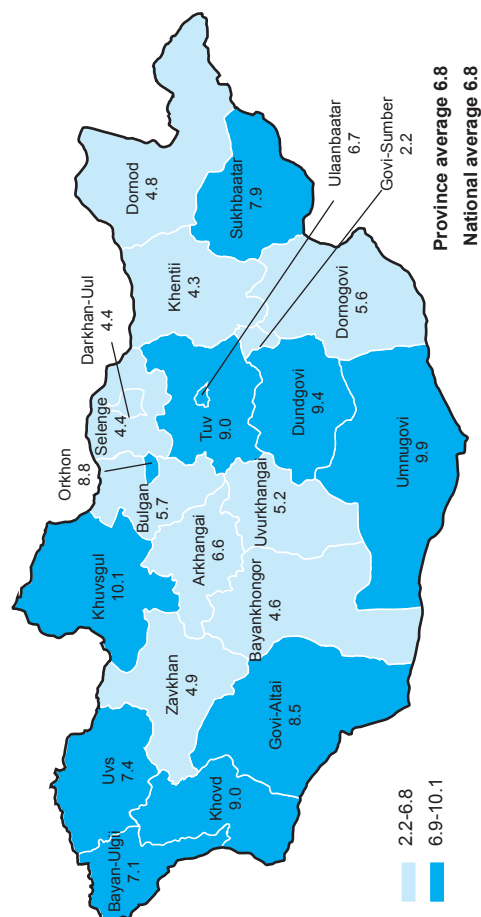 Bayan-Ulgii
7.1
Uvs
7.4
Khovd
9.0
Zavkhan
4.9
Govi-Altai
8.5
Khuvsgul
10.1
Bayankhongor
4.6
Arkhangai
6.6
Orkhon
8.8
Bulgan
5.7
Uvurkhangai
5.2
Selenge
4.4
Darkhan-Uul
4.4
Tuv
9.0
Dundgovi
9.4
Umnugovi
9.9
Khentii
4.3
Dornod
4.8
Sukhbaatar
7.9
Dornogovi
5.6
Ulaanbaatar
6.7
Govi-Sumber
2.2
2.2-6.8
6.9-10.1
Province average 6.8
National average 6.8